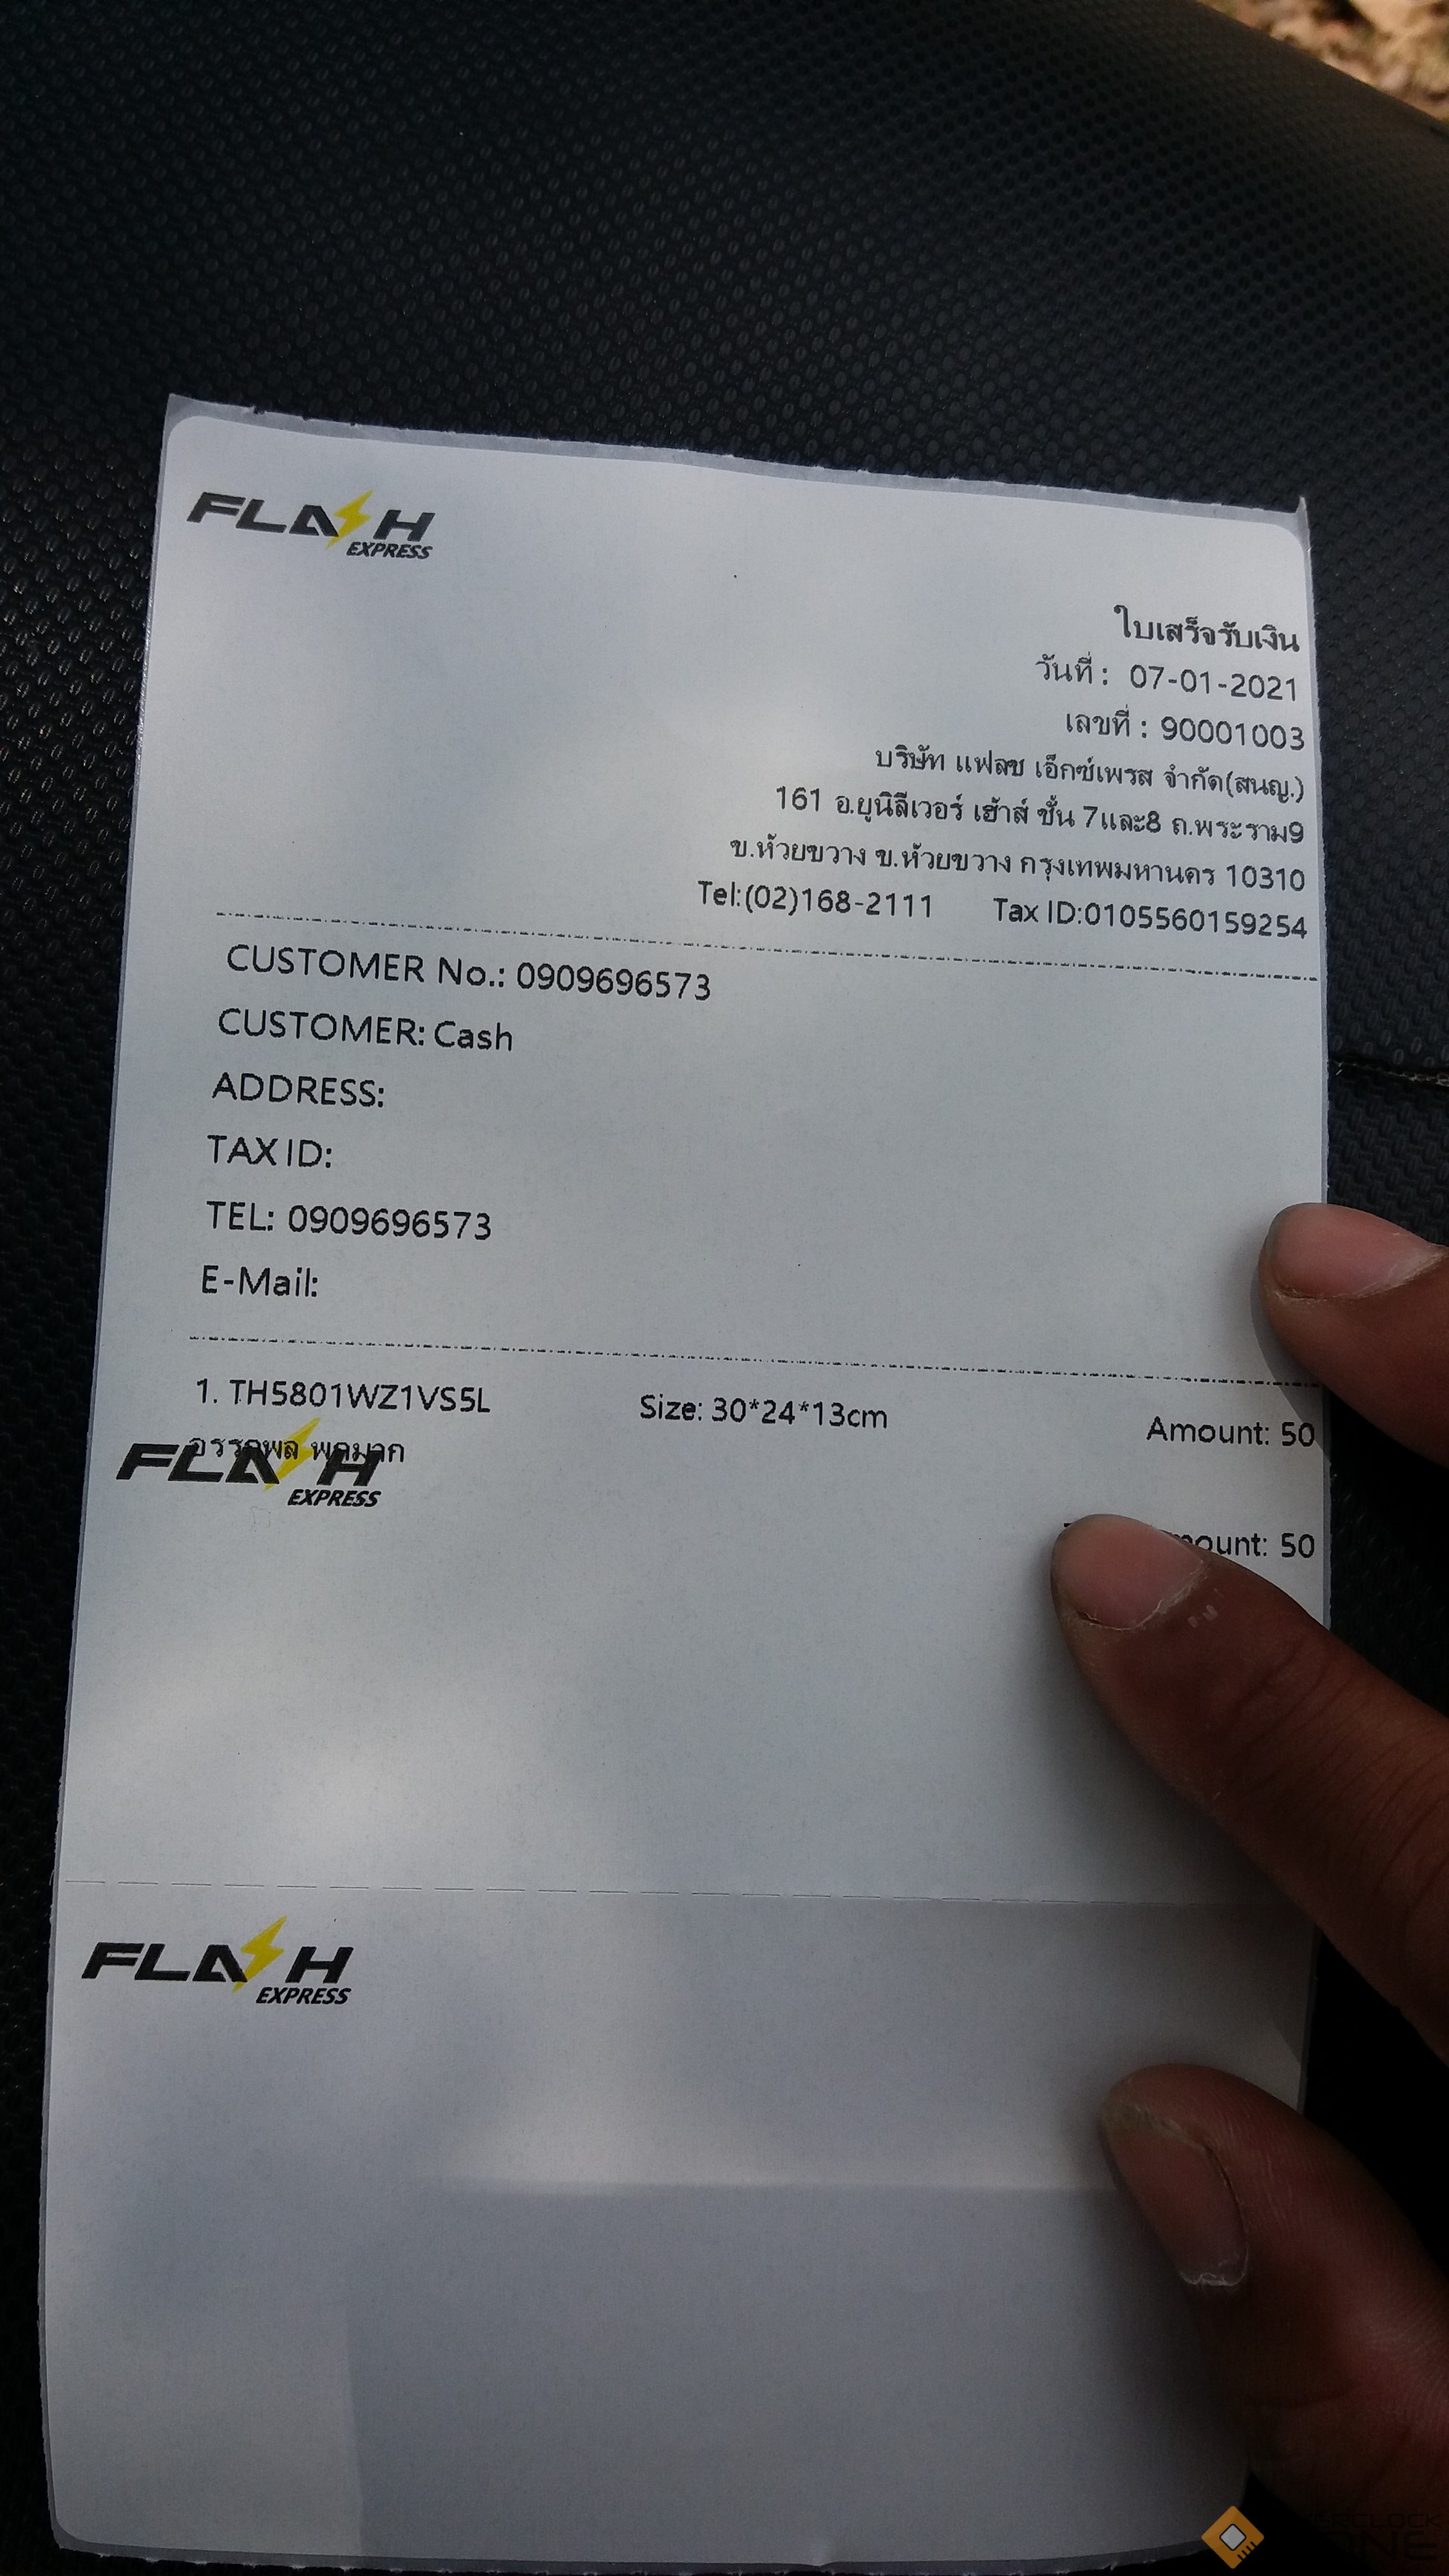 FLASH
EXPRESS
ใบเสร็จรับเงิน
วันที่ : 07-01-2021
เลขที่ : 90001003
บริษัท แฟลช เอ็กซ์เพรส จำกัด(สนญ.)
161 อ.ยูนิลีเวอร์ เฮ้าส์ ชั้น 7และ8 ถ.พระราม9
ข.ห้วยขวาง ข.ห้วยขวาง กรุงเทพมหานคร 10310
Tel:(02)168-2111 Tax ID:0105560159254
CUSTOMER No.: 0909696573
CUSTOMER: Cash
ADDRESS:
TAX ID:
TEL: 0909696573
E-Mail:
1. TH5801WZ1VS5L Size: 30*24*13cm Amount: 50
FLASH
EXPRESS
50
FLASH
EXPRESS